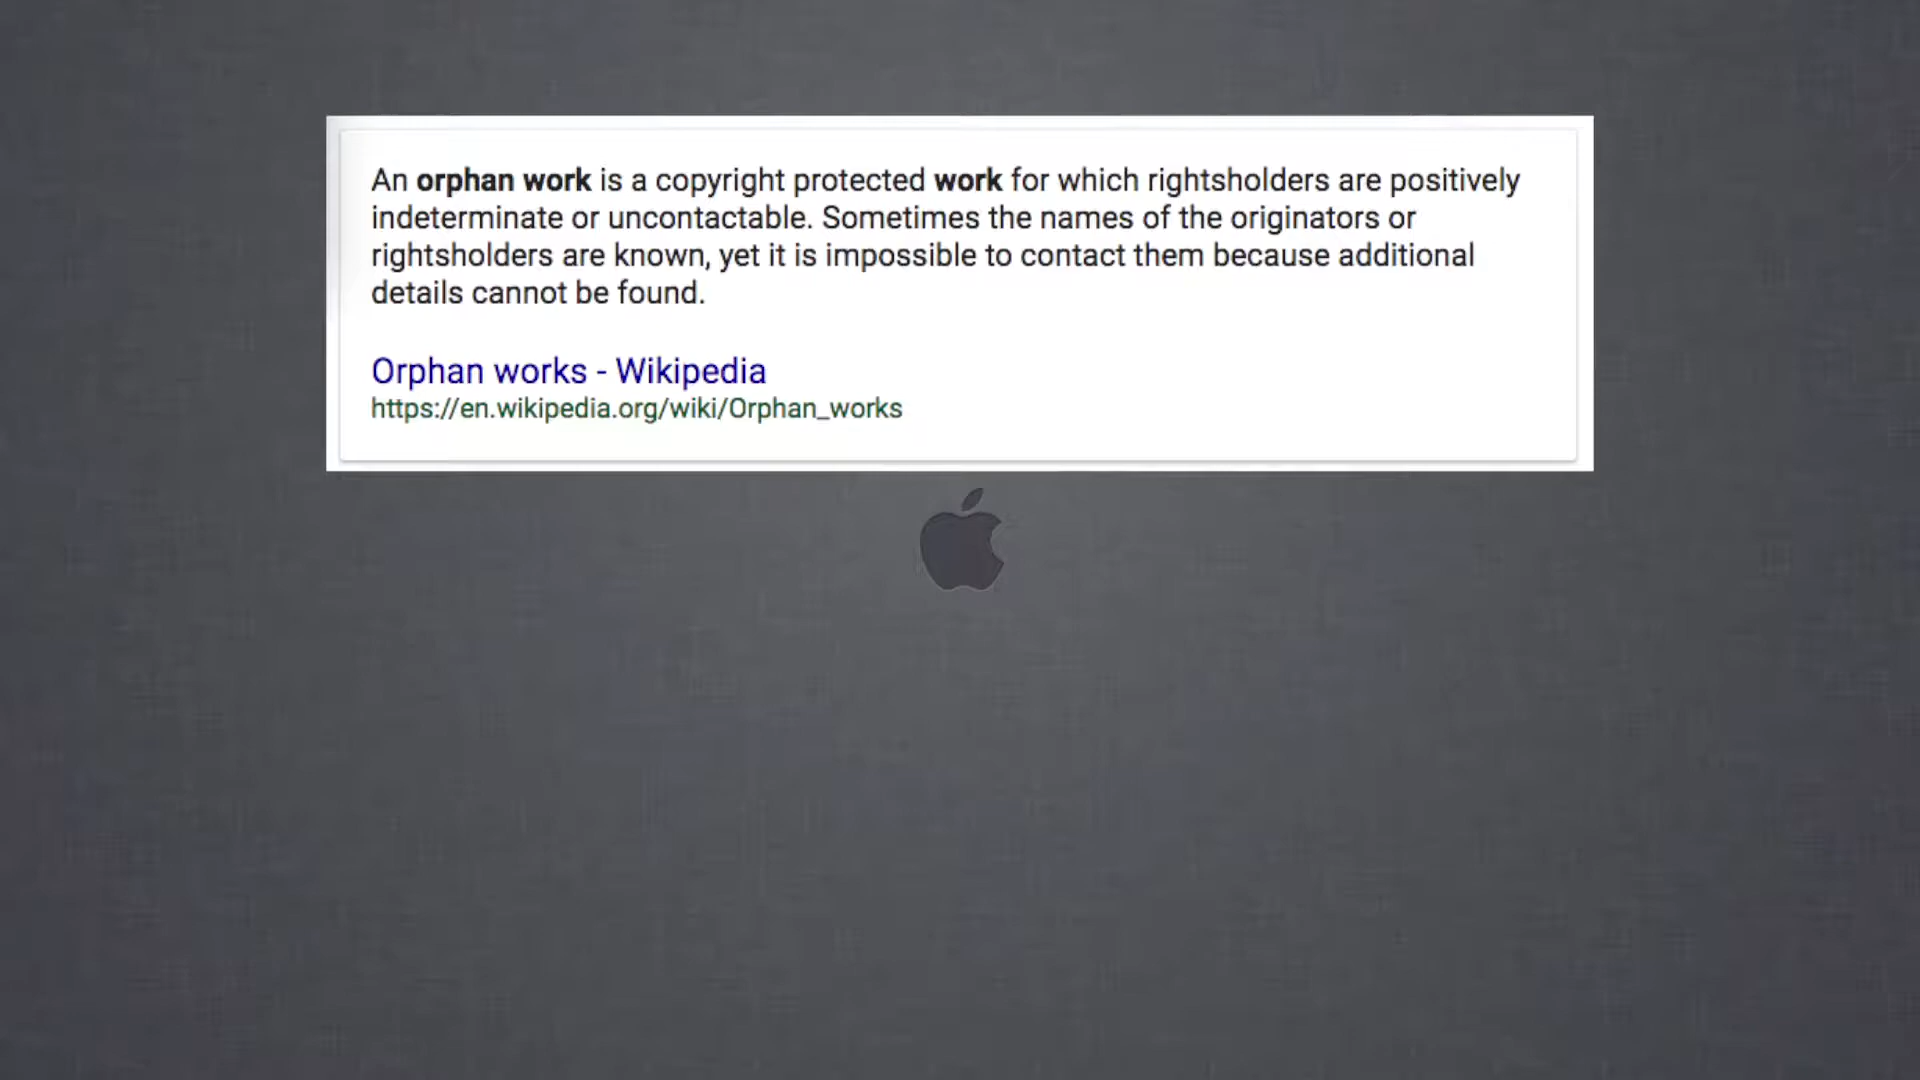 An orphan work is a copyright protected work for which rightsholders are positively
indeterminate or uncontactable. Sometimes the names of the originators or
rightsholders are known, yet it is impossible to contact them because additional
details cannot be found.
Orphan works - Wikipedia
https://en.wikipedia.org/wiki/Orphan_works